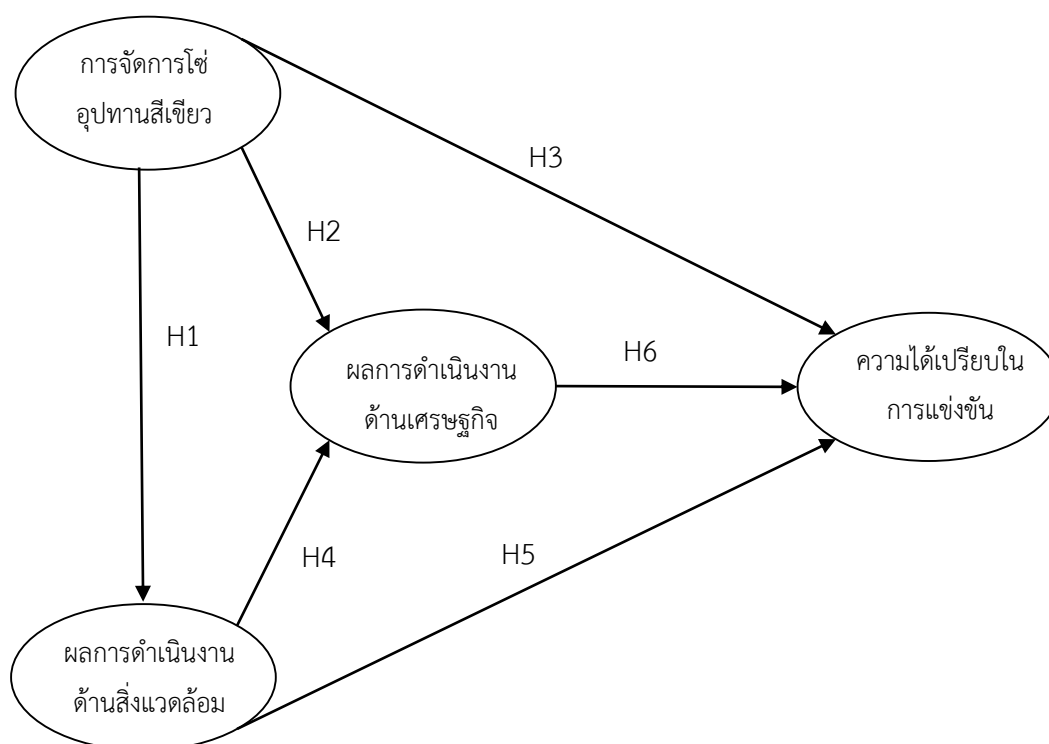 การจัดการโซ่
อุปทานสีเขียว
H3
H2
H1
ผลการดำเนินงาน
ด้านเศรษฐกิจ
H6
ความได้เปรียบใน
การแข่งขัน
H4
H5
ผลการดำเนินงาน
ด้านสิ่งแวดล้อม